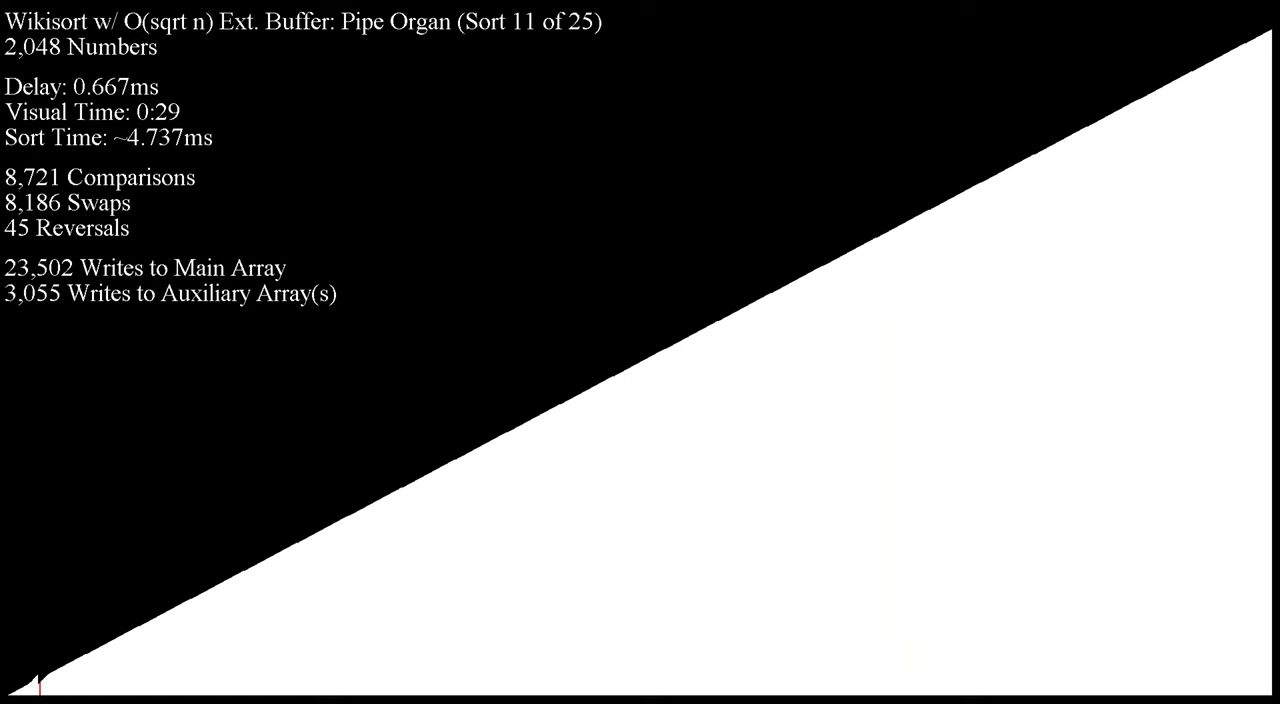 Wikisort w/ O(sqrt n) Ext. Buffer: Pipe Organ (Sort 11 of 25)
2,048 Numbers
Delay: 0.667ms
Visual Time: 0:29
Sort Time: ~4.737ms
8,721 Comparisons
8,186 Swaps
45 Reversals
23,502 Writes to Main Array
3,055 Writes to Auxiliary Array(s)